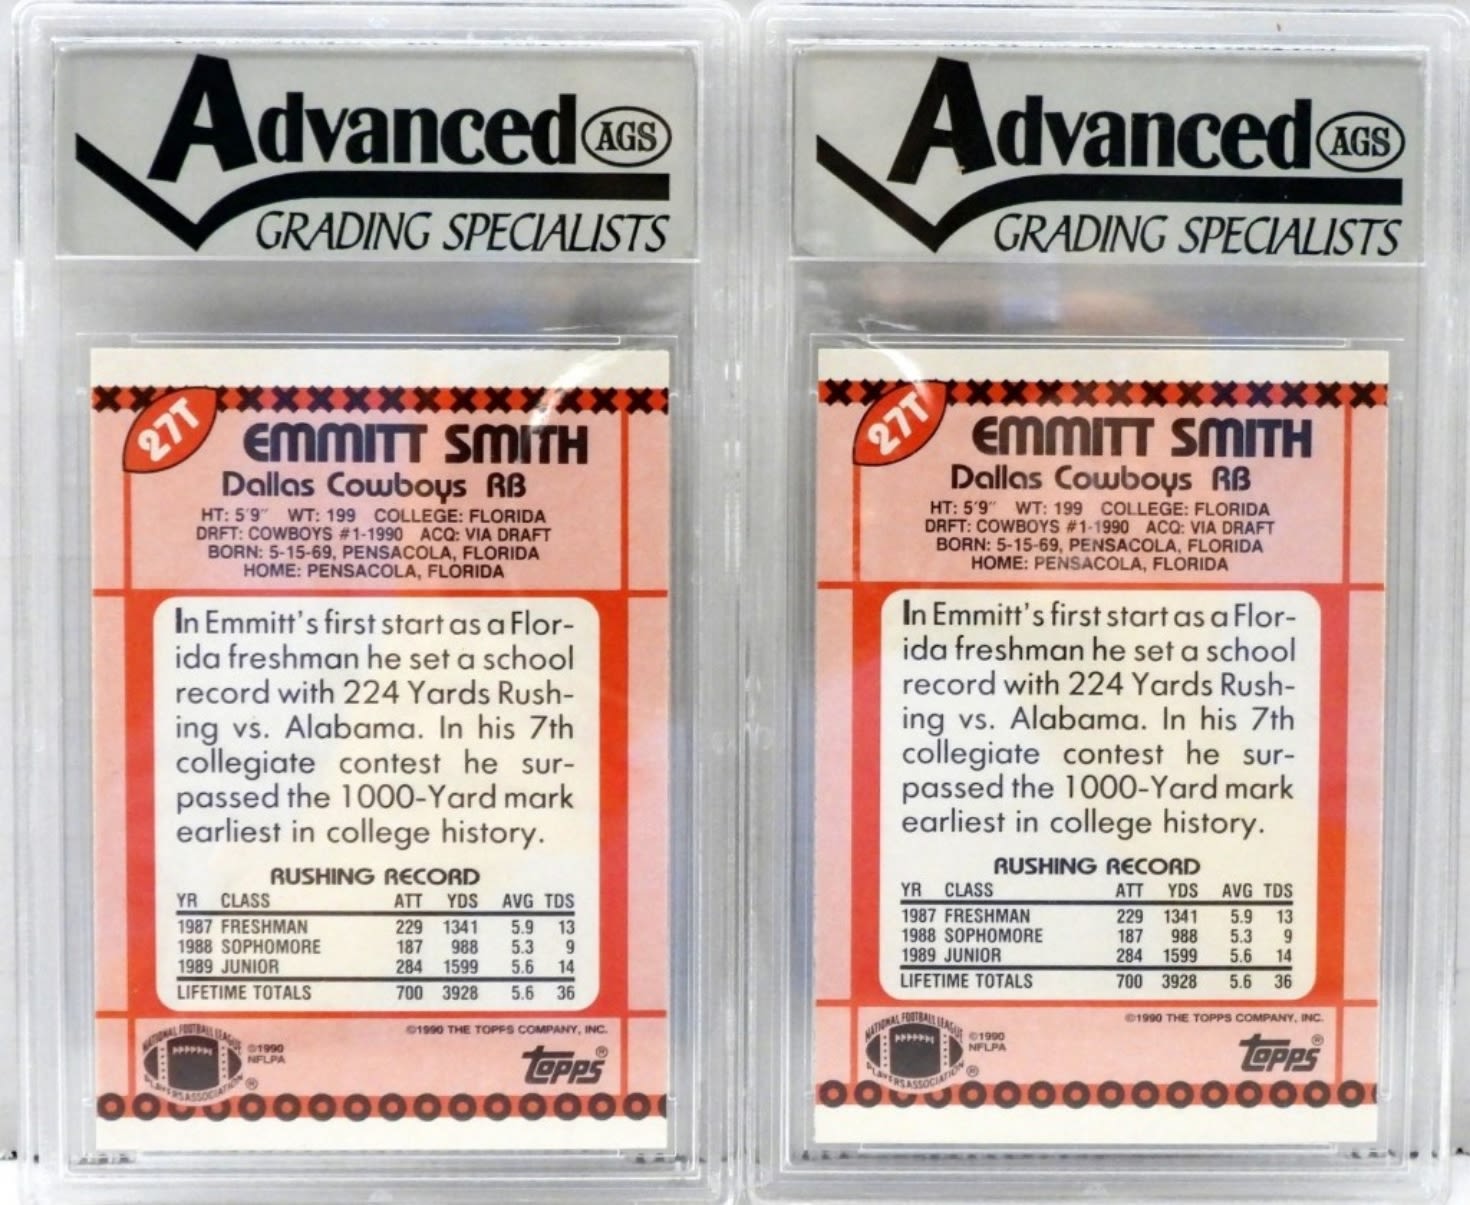 Advanced AGS
GRADING SPECIALISTS
27T
EMMITT SMITH
Dallas Cowboys RB
HT: 5'9" WT: 199 COLLEGE: FLORIDA
DRFT: COWBOYS #1-1990 ACQ: VIA DRAFT
BORN: 5-15-69, PENSACOLA, FLORIDA
HOME: PENSACOLA, FLORIDA
In Emmitt's first start as a Flor-
ida freshman he set a school
record with 224 Yards Rush-
ing vs. Alabama. In his 7th
collegiate contest he sur-
passed the 1000-Yard mark
earliest in college history.
RUSHING RECORD
YR CLASS ATT YDS AVG TDS
1987 FRESHMAN 229 1341 5.9 13
1988 SOPHOMORE 187 988 5.3 9
1989 JUNIOR 284 1599 5.6 14
LIFETIME TOTALS 700 3928 5.6 36
©1990 THE TOPPS COMPANY, INC.
NATIONAL FOOTBALL LEAGUE
PLAYERS ASSOCIATION ®
©1990
NFLPA
topps®
Advanced AGS
GRADING SPECIALISTS
27T
EMMITT SMITH
Dallas Cowboys RB
HT: 5'9" WT: 199 COLLEGE: FLORIDA
DRFT: COWBOYS #1-1990 ACQ: VIA DRAFT
BORN: 5-15-69, PENSACOLA, FLORIDA
HOME: PENSACOLA, FLORIDA
In Emmitt's first start as a Flor-
ida freshman he set a school
record with 224 Yards Rush-
ing vs. Alabama. In his 7th
collegiate contest he sur-
passed the 1000-Yard mark
earliest in college history.
RUSHING RECORD
YR CLASS ATT YDS AVG TDS
1987 FRESHMAN 229 1341 5.9 13
1988 SOPHOMORE 187 988 5.3 9
1989 JUNIOR 284 1599 5.6 14
LIFETIME TOTALS 700 3928 5.6 36
©1990 THE TOPPS COMPANY, INC.
NATIONAL FOOTBALL LEAGUE
PLAYERS ASSOCIATION ®
©1990
NFLPA
topps®